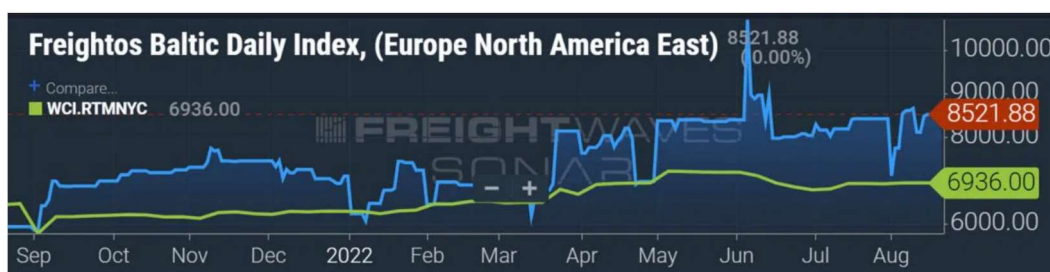 Freightos Baltic Daily Index, (Europe North America East) 8521.88
(0.00%)
+ Compare...
WCI.RTMNYC 6936.00
FREIGHTWAVES
SONAR
− +
10000.00
9000.00
8521.88
8000.00
6936.00
6000.00
Sep Oct Nov Dec 2022 Feb Mar Apr May Jun Jul Aug